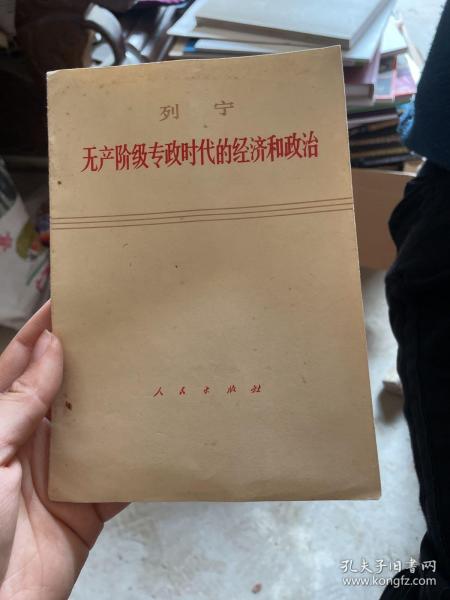 列 宁
无产阶级专政时代的经济和政治
人民出版社
孔夫子旧书网
www.kongfz.com